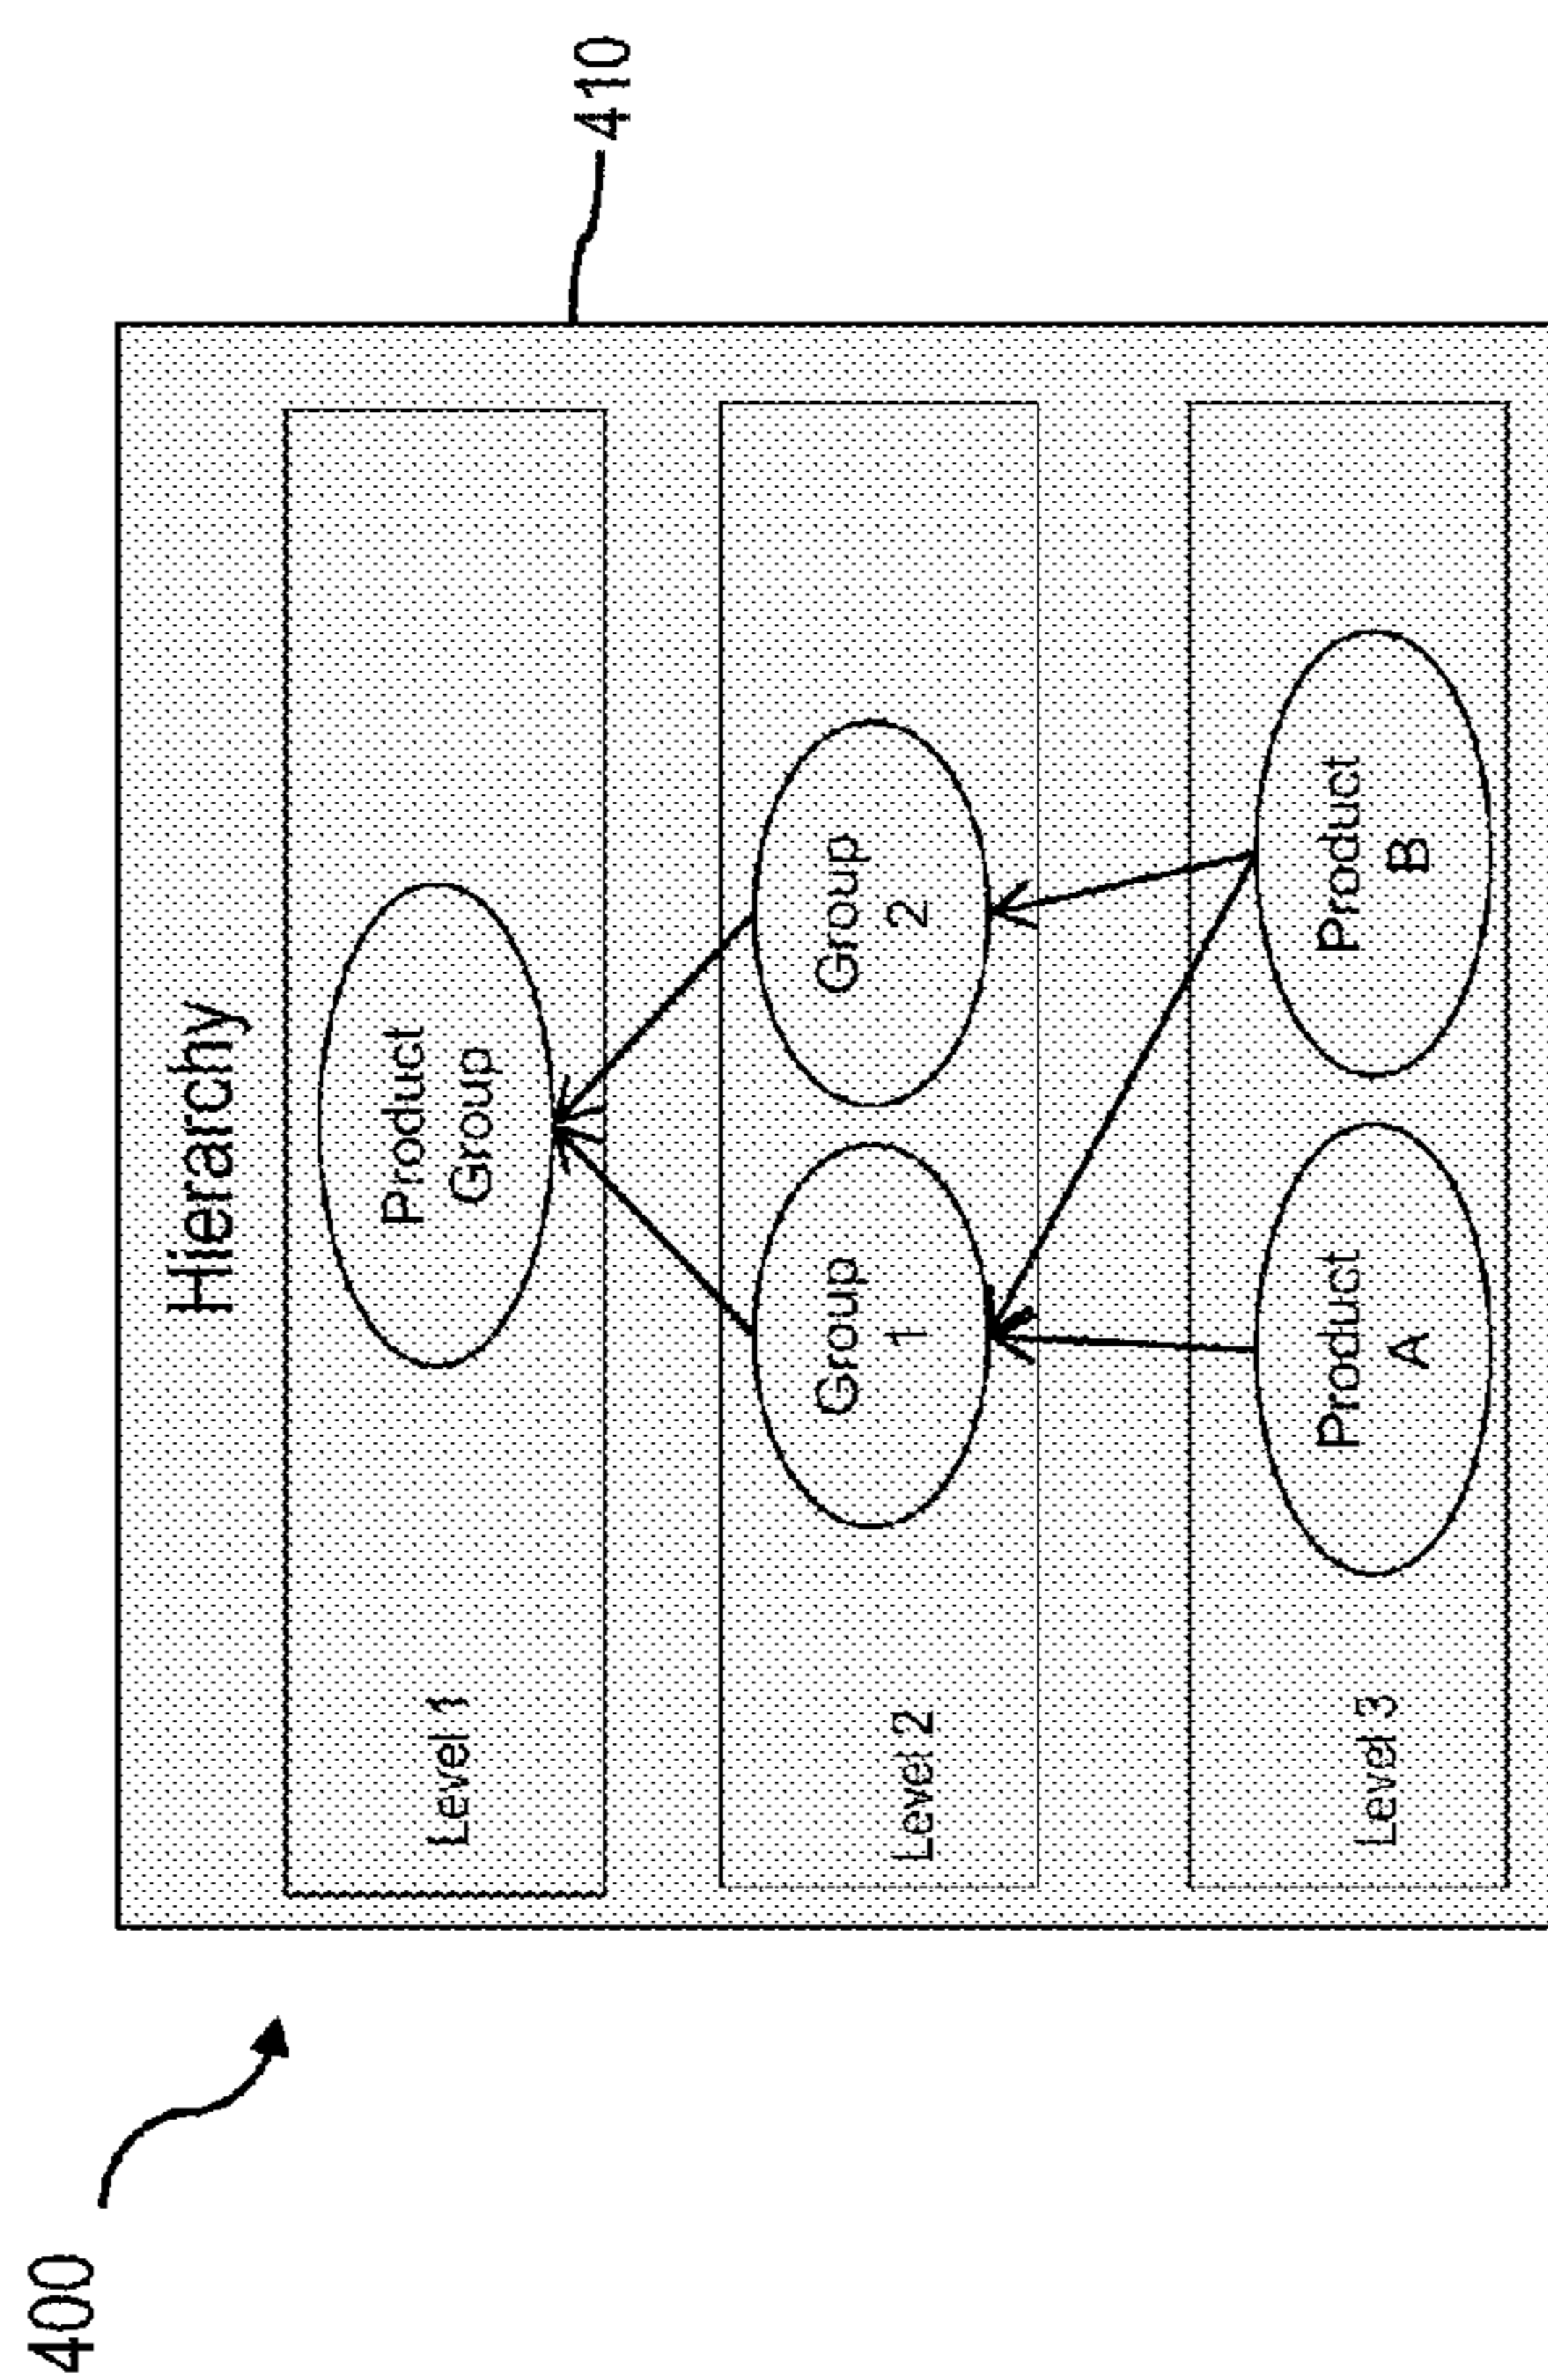 400
410
Hierarchy
Level 1
Product
Group
Level 2
Group
1
Group
2
Level 3
Product
A
Product
B